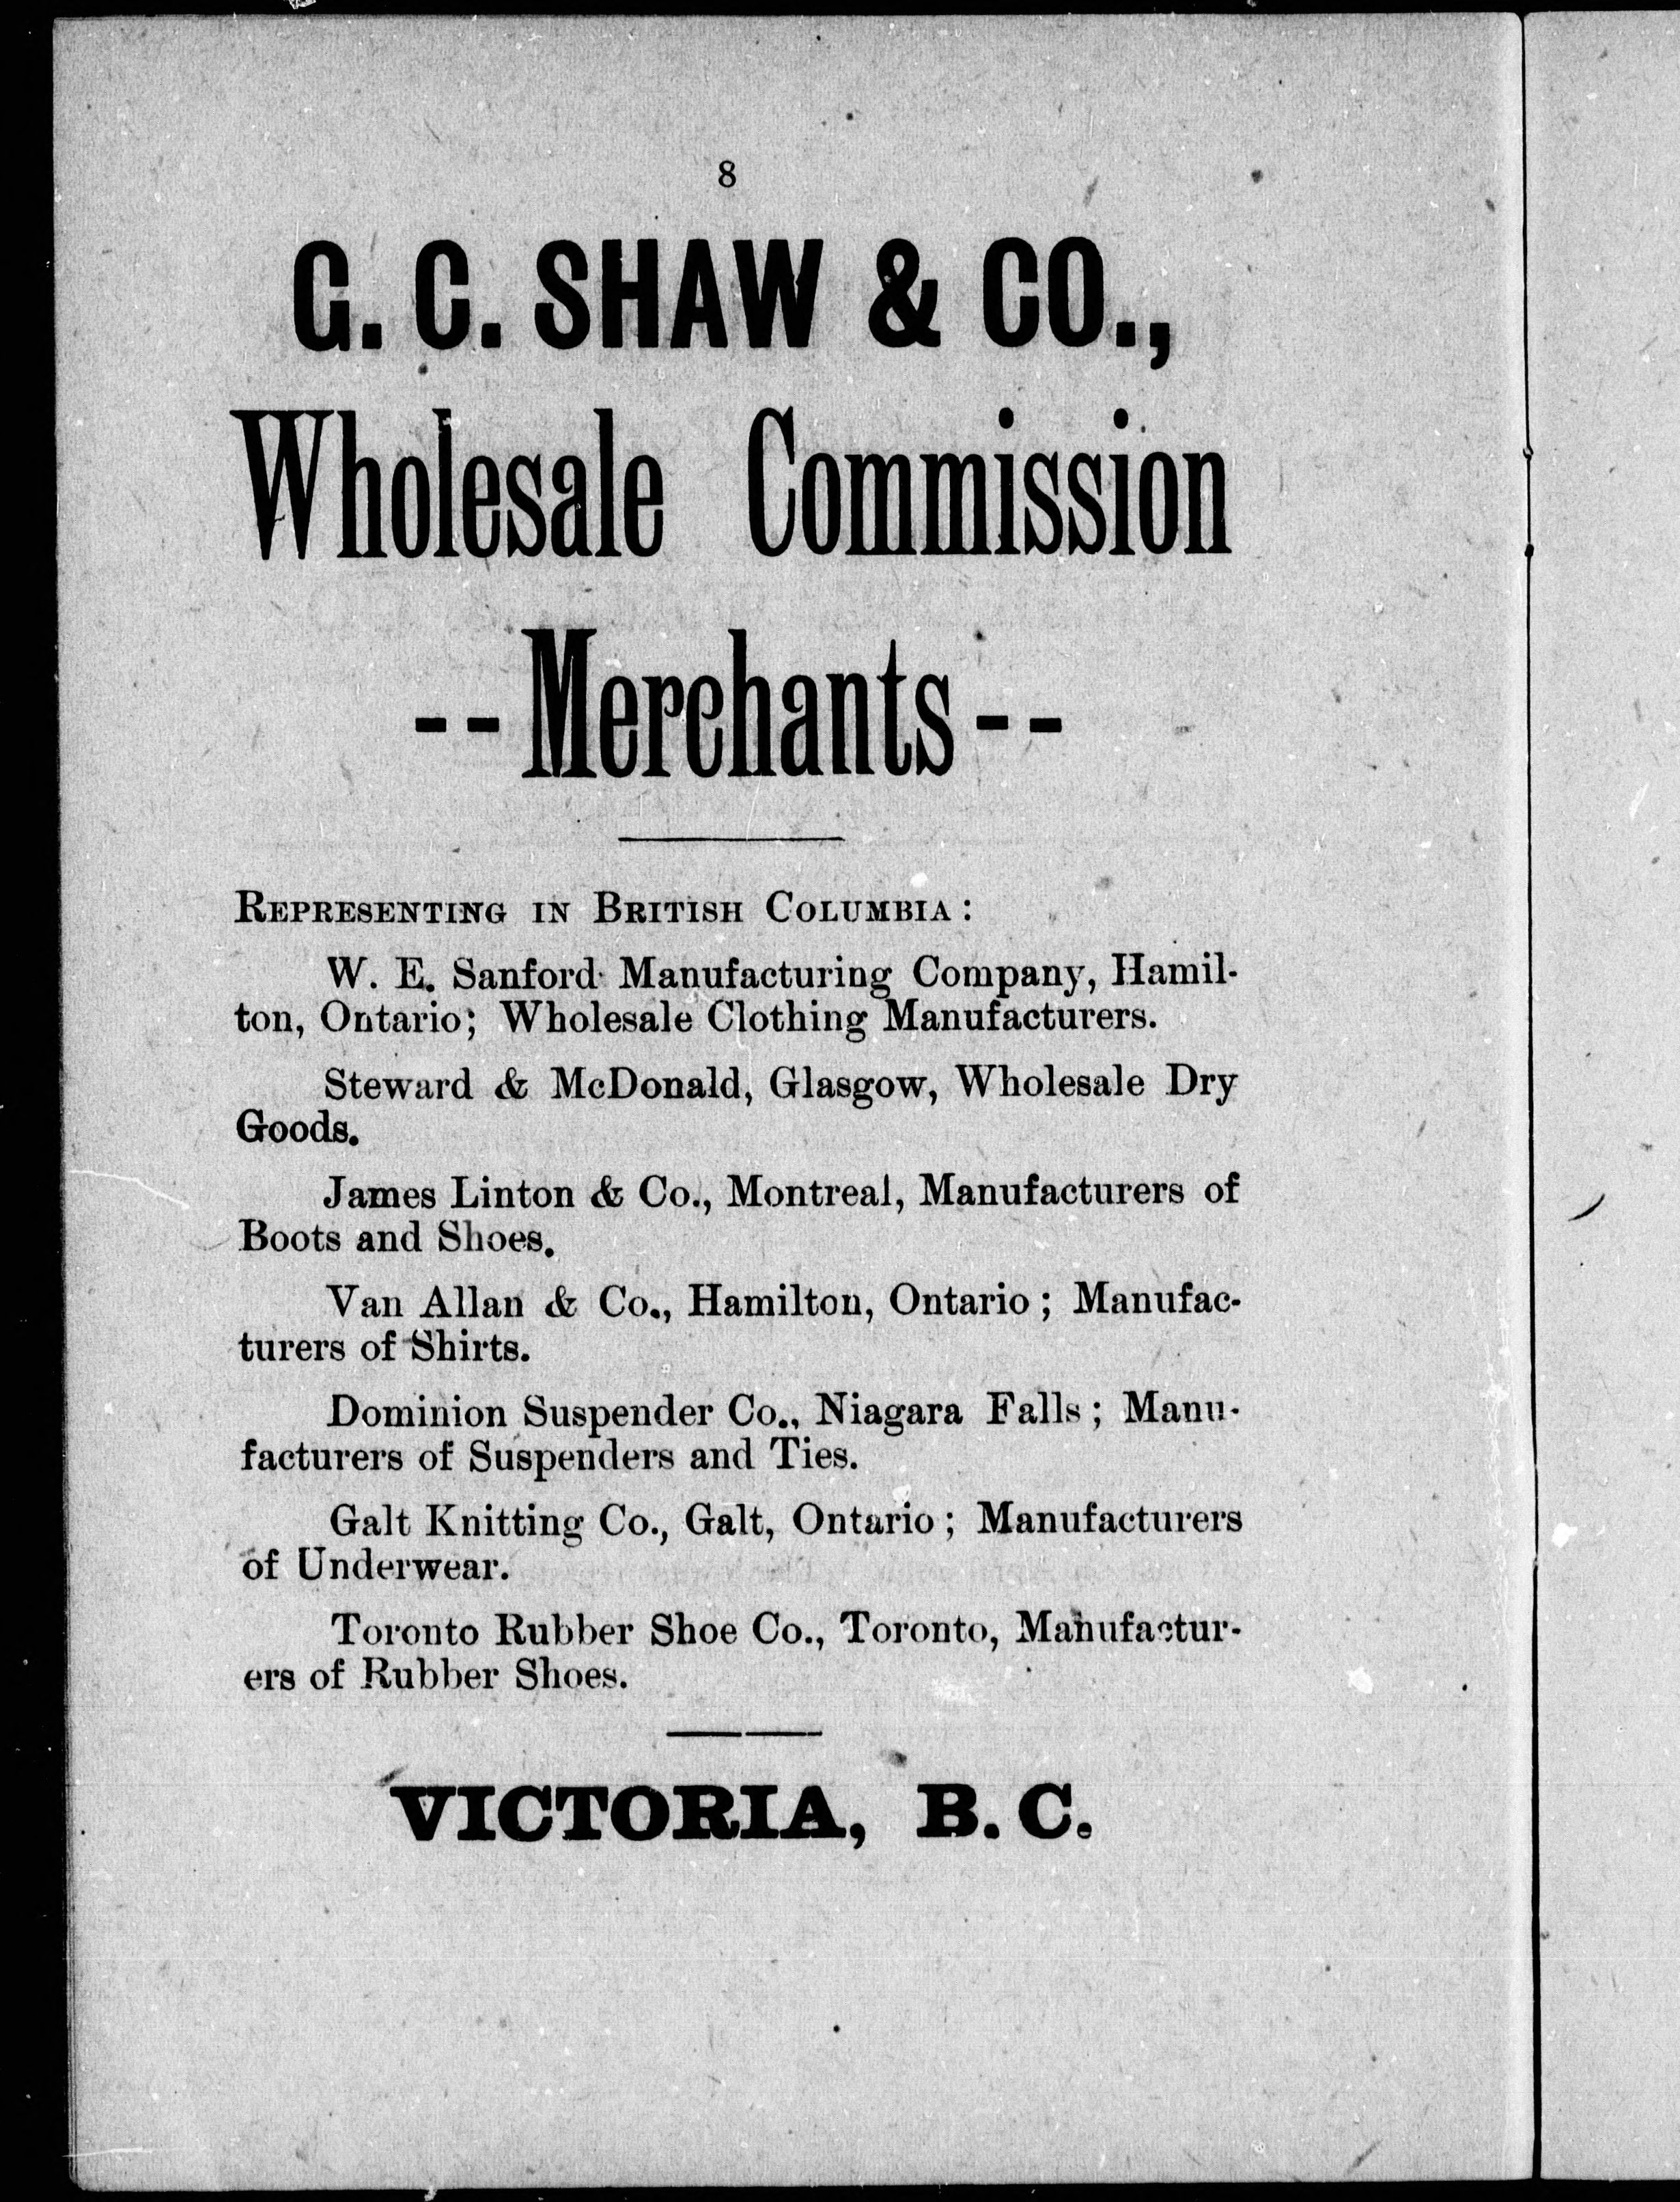 8
G. C. SHAW & CO.,
Wholesale Commission
--Merchants--
REPRESENTING IN BRITISH COLUMBIA:
W. E. Sanford Manufacturing Company, Hamil-
ton, Ontario; Wholesale Clothing Manufacturers.
Steward & McDonald, Glasgow, Wholesale Dry
Goods.
James Linton & Co., Montreal, Manufacturers of
Boots and Shoes.
Van Allan & Co., Hamilton, Ontario; Manufac-
turers of Shirts.
Dominion Suspender Co., Niagara Falls; Manu-
facturers of Suspenders and Ties.
Galt Knitting Co., Galt, Ontario; Manufacturers
of Underwear.
Toronto Rubber Shoe Co., Toronto, Manufactur-
ers of Rubber Shoes.
VICTORIA, B. C.